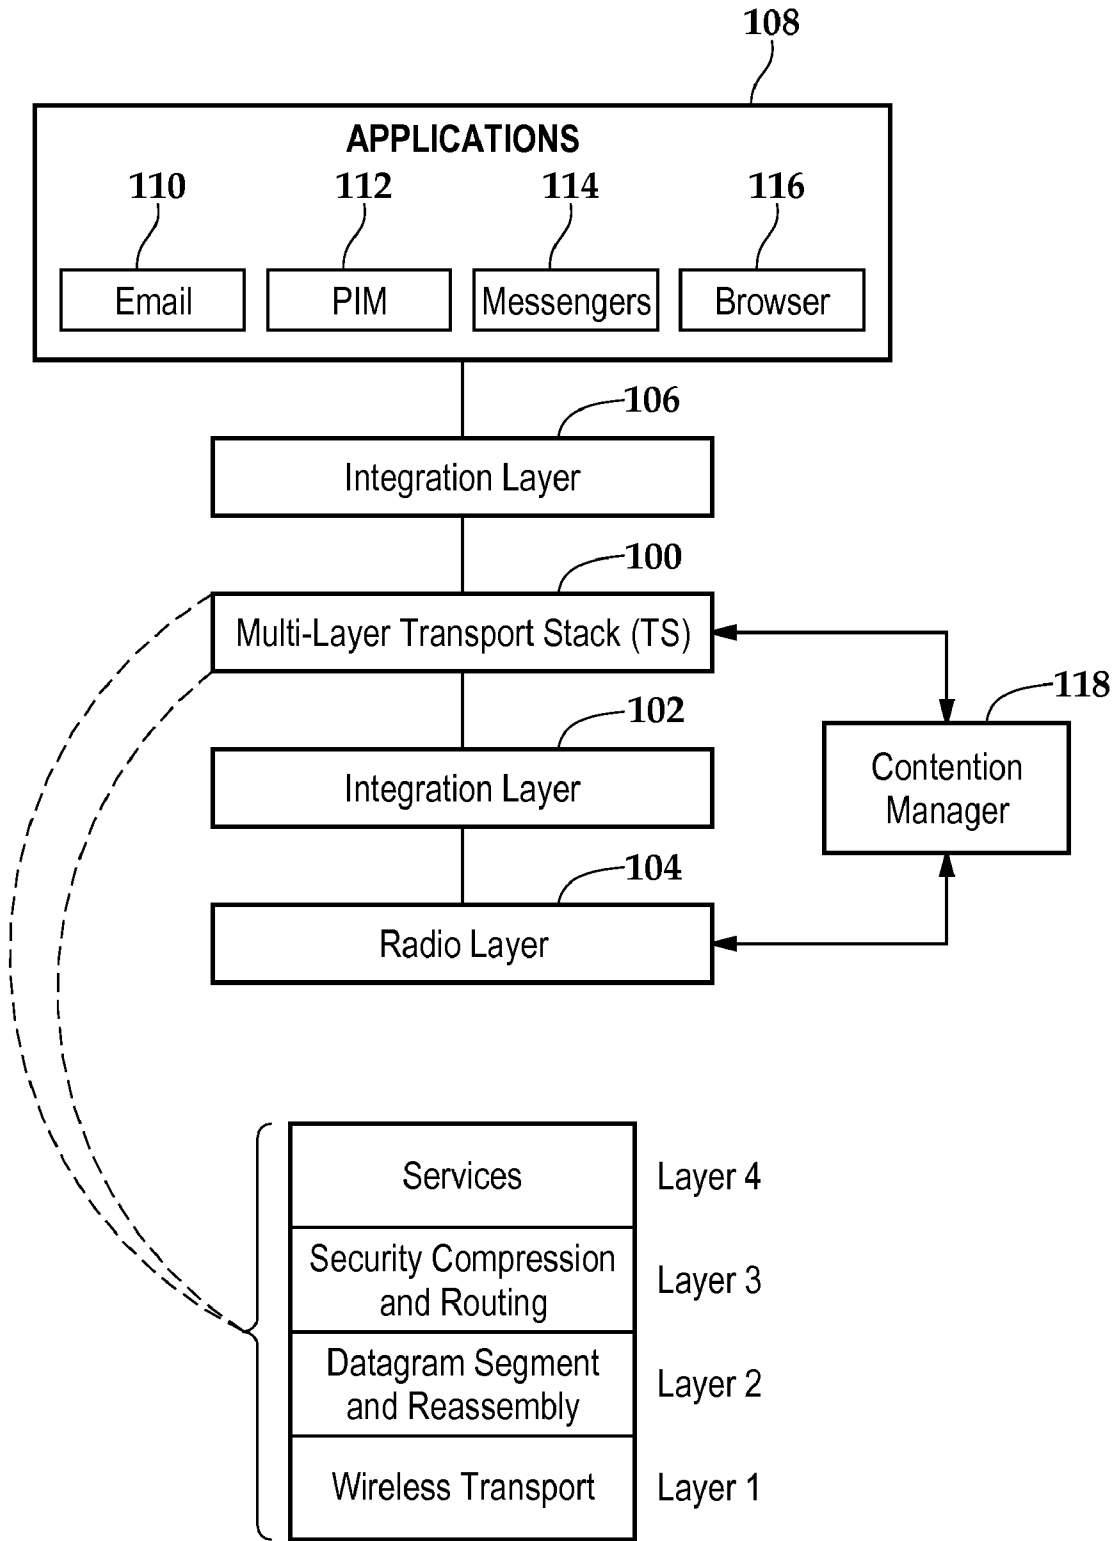 108
APPLICATIONS
110
112
114
116
Email
PIM
Messengers
Browser
106
Integration Layer
100
Multi-Layer Transport Stack (TS)
118
102
Contention
Manager
Integration Layer
104
Radio Layer
Services
Layer 4
Security Compression
and Routing
Layer 3
Datagram Segment
and Reassembly
Layer 2
Wireless Transport
Layer 1